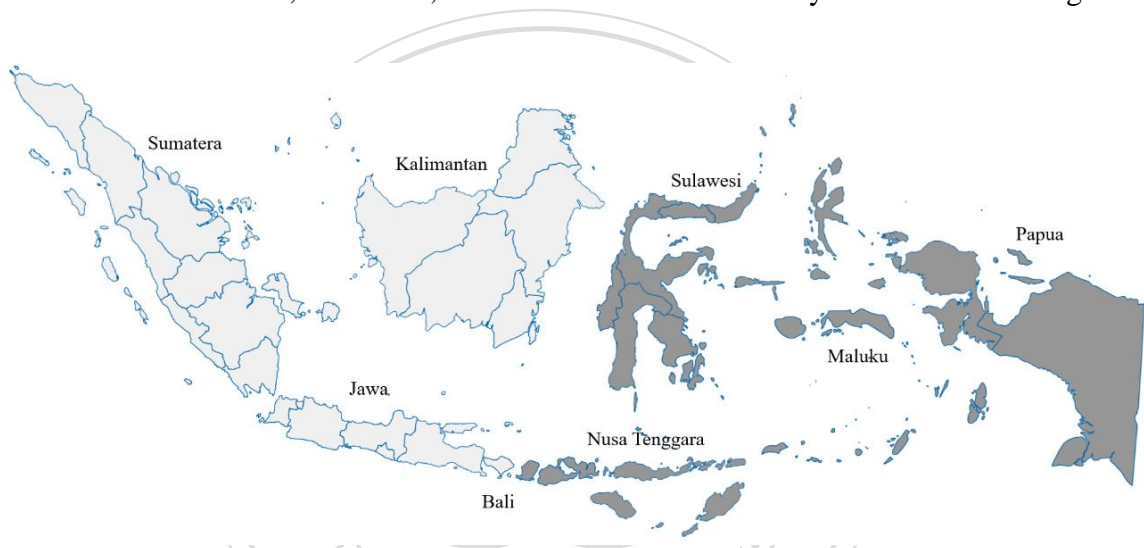 Sumatera
Kalimantan
Sulawesi
Papua
Maluku
Jawa
Nusa Tenggara
Bali